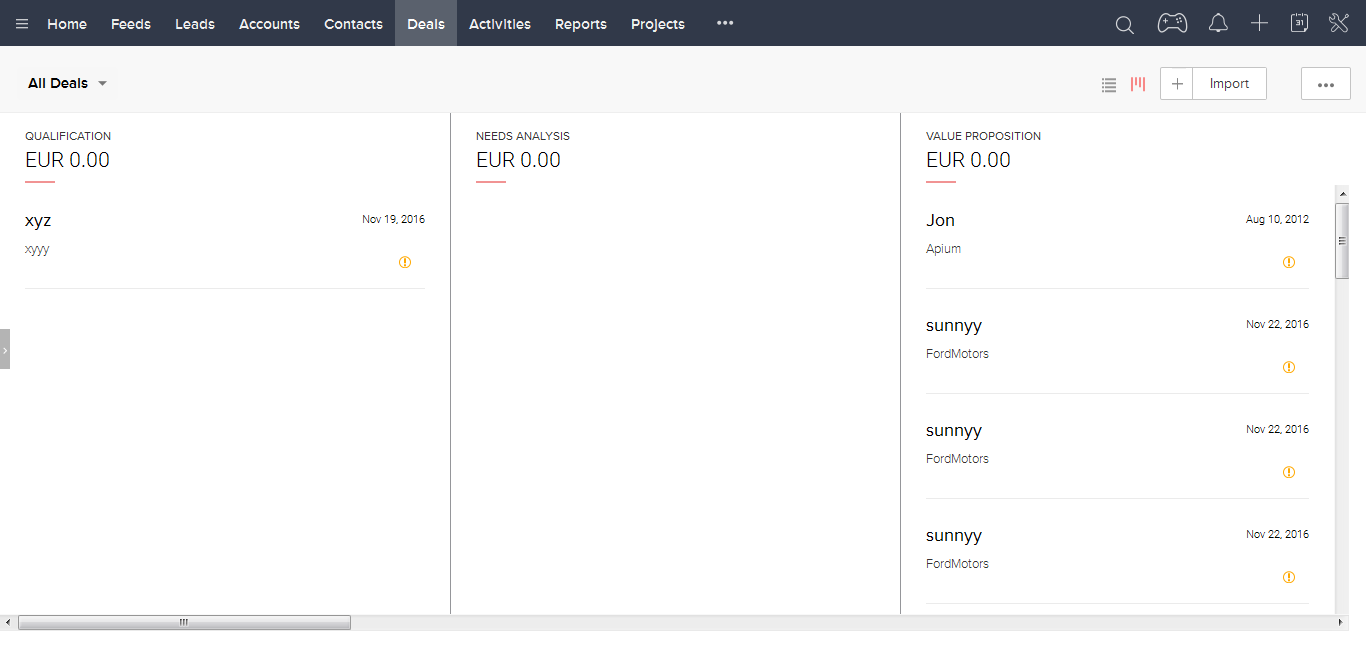 Home Feeds Leads Accounts Contacts Deals Activities Reports Projects ••• 31
All Deals
Import •••
QUALIFICATION
EUR 0.00
xyz Nov 19, 2016
xyyy
NEEDS ANALYSIS
EUR 0.00
VALUE PROPOSITION
EUR 0.00
Jon Aug 10, 2012
Apium
sunnyy Nov 22, 2016
FordMotors
sunnyy Nov 22, 2016
FordMotors
sunnyy Nov 22, 2016
FordMotors